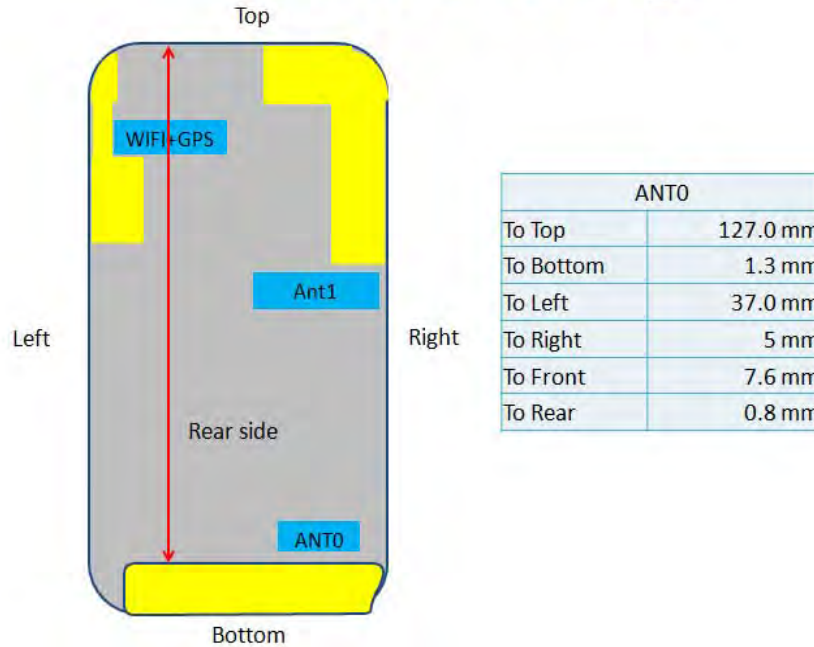 Top
WIFI+GPS
Ant1
Left
Right
Rear side
ANT0
Bottom
ANT0
To Top 127.0 mm
To Bottom 1.3 mm
To Left 37.0 mm
To Right 5 mm
To Front 7.6 mm
To Rear 0.8 mm